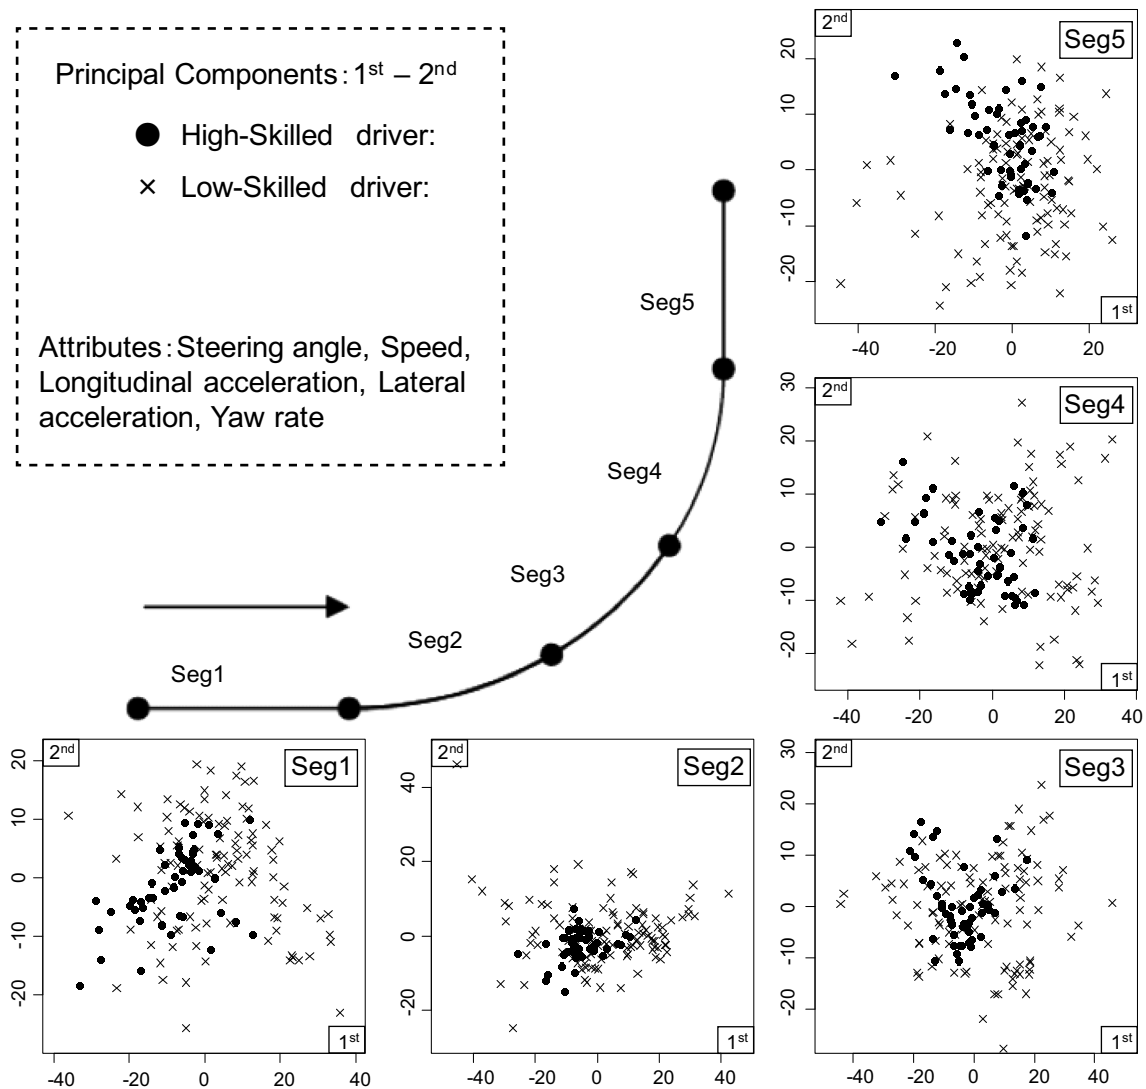 Principal Components: 1st – 2nd
High-Skilled driver:
Low-Skilled driver:
Attributes: Steering angle, Speed,
Longitudinal acceleration, Lateral
acceleration, Yaw rate
Seg1
Seg2
Seg3
Seg4
Seg5
2nd
Seg5
20
10
0
-10
-20
1st
-40 -20 0 20
2nd
Seg4
30
20
10
0
-10
-20
1st
-40 -20 0 20 40
2nd
Seg1
20
10
0
-10
-20
1st
-40 -20 0 20 40
2nd
Seg2
40
20
0
-20
1st
-40 -20 0 20 40
2nd
Seg3
30
20
10
0
-10
-20
1st
-40 -20 0 20 40